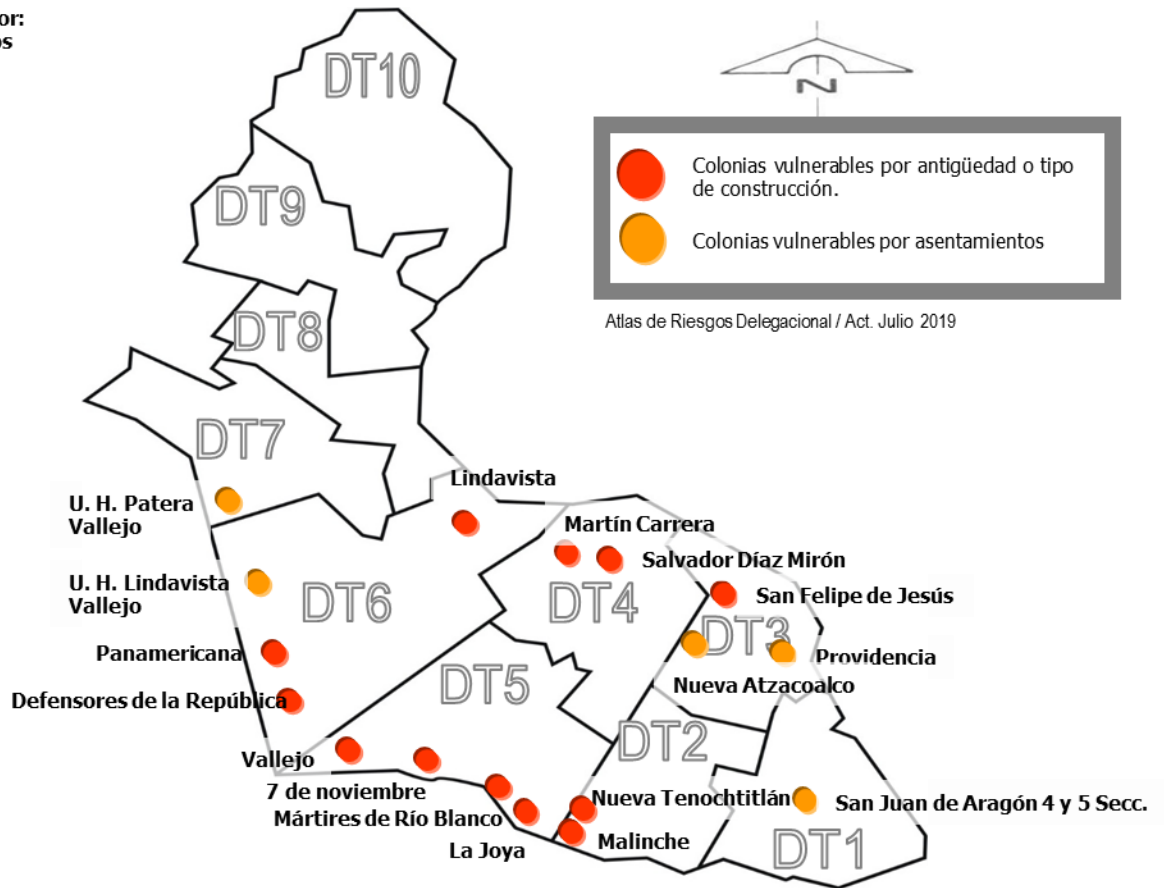 or:
os
DT10
N
Colonias vulnerables por antigüedad o tipo
de construcción.
Colonias vulnerables por asentamientos
Atlas de Riesgos Delegacional / Act. Julio 2019
DT9
DT8
DT7
Lindavista
U. H. Patera
Vallejo
Martín Carrera
Salvador Díaz Mirón
U. H. Lindavista
Vallejo
DT6
DT4
San Felipe de Jesús
DT3
Panamericana
Providencia
DT5
Nueva Atzacoalco
Defensores de la República
DT2
Vallejo
7 de noviembre
Nueva Tenochtitlán
San Juan de Aragón 4 y 5 Secc.
Mártires de Río Blanco
La Joya
Malinche
DT1